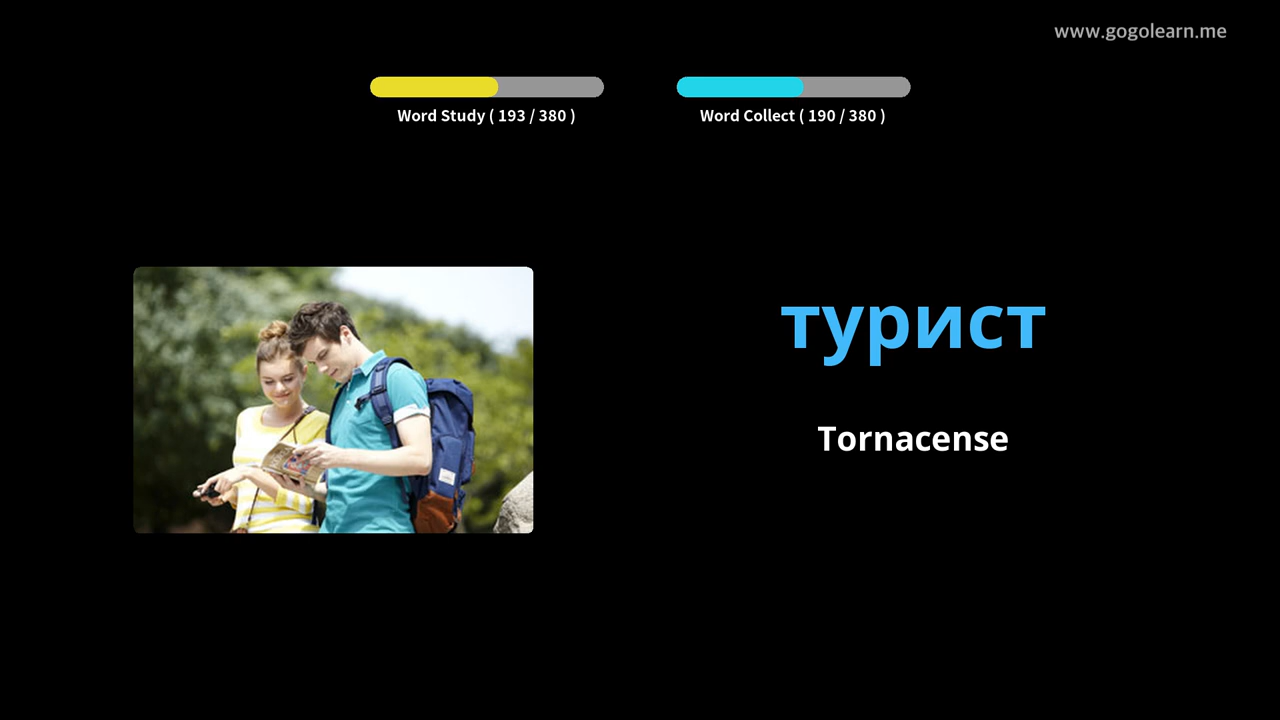 www.gogolearn.me
Word Study ( 193 / 380 )
Word Collect ( 190 / 380 )
турист
Tornacense